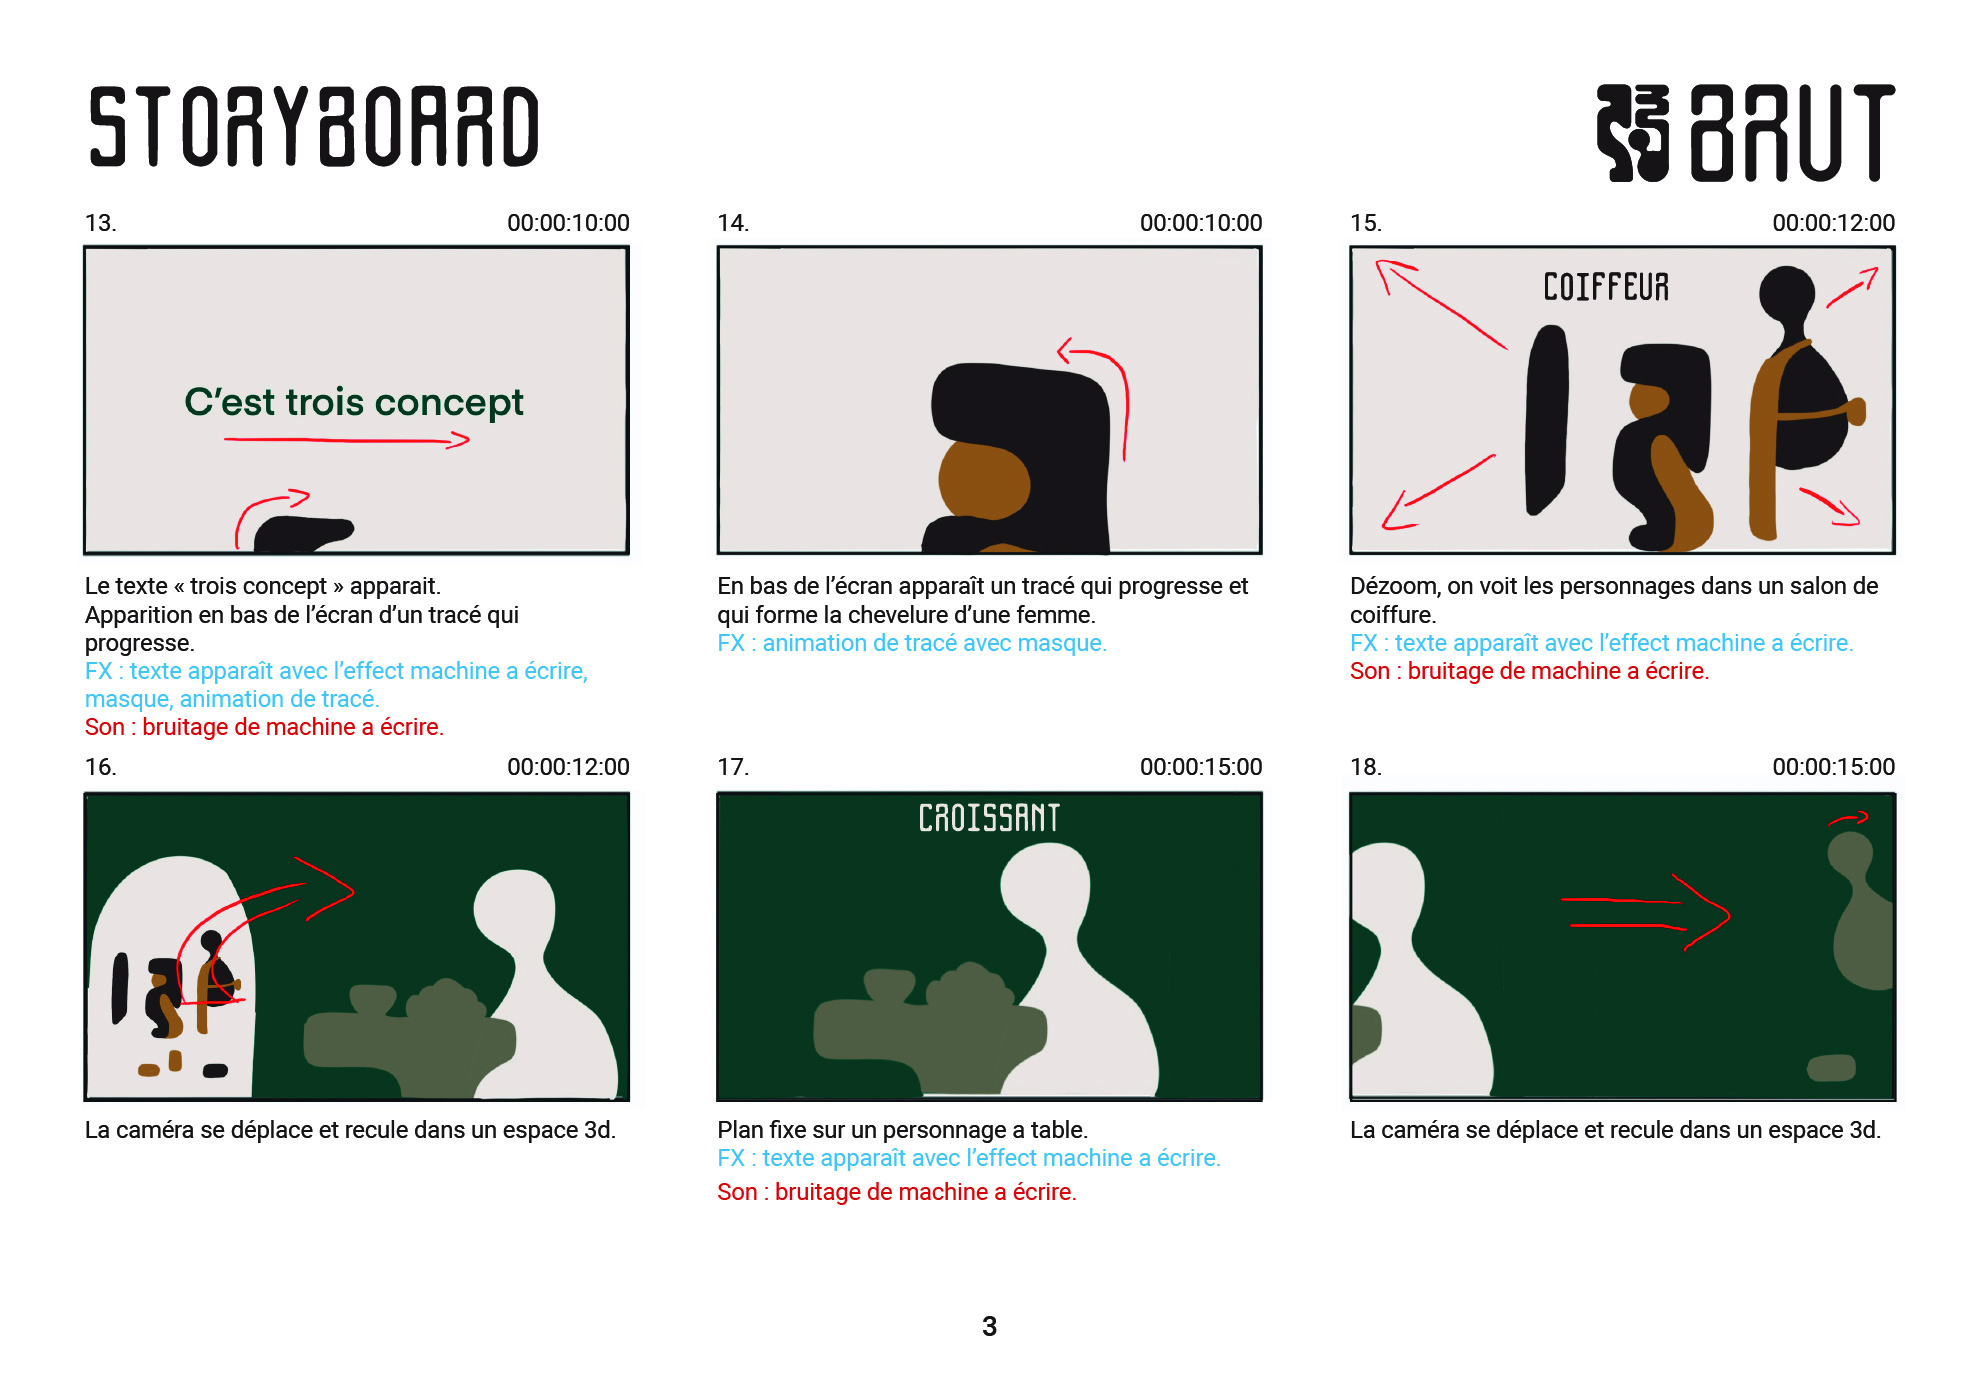 STORYBOARD
BRUT
13. 00:00:10:00
C'est trois concept
Le texte « trois concept » apparait.
Apparition en bas de l'écran d'un tracé qui
progresse.
FX : texte apparaît avec l'effect machine a écrire,
masque, animation de tracé.
Son : bruitage de machine a écrire.
14. 00:00:10:00
En bas de l'écran apparaît un tracé qui progresse et
qui forme la chevelure d'une femme.
FX : animation de tracé avec masque.
15. 00:00:12:00
COIFFEUR
Dézoom, on voit les personnages dans un salon de
coiffure.
FX : texte apparaît avec l'effect machine a écrire.
Son : bruitage de machine a écrire.
16. 00:00:12:00
La caméra se déplace et recule dans un espace 3d.
17. 00:00:15:00
CROISSANT
Plan fixe sur un personnage a table.
FX : texte apparaît avec l'effect machine a écrire.
Son : bruitage de machine a écrire.
18. 00:00:15:00
La caméra se déplace et recule dans un espace 3d.
3